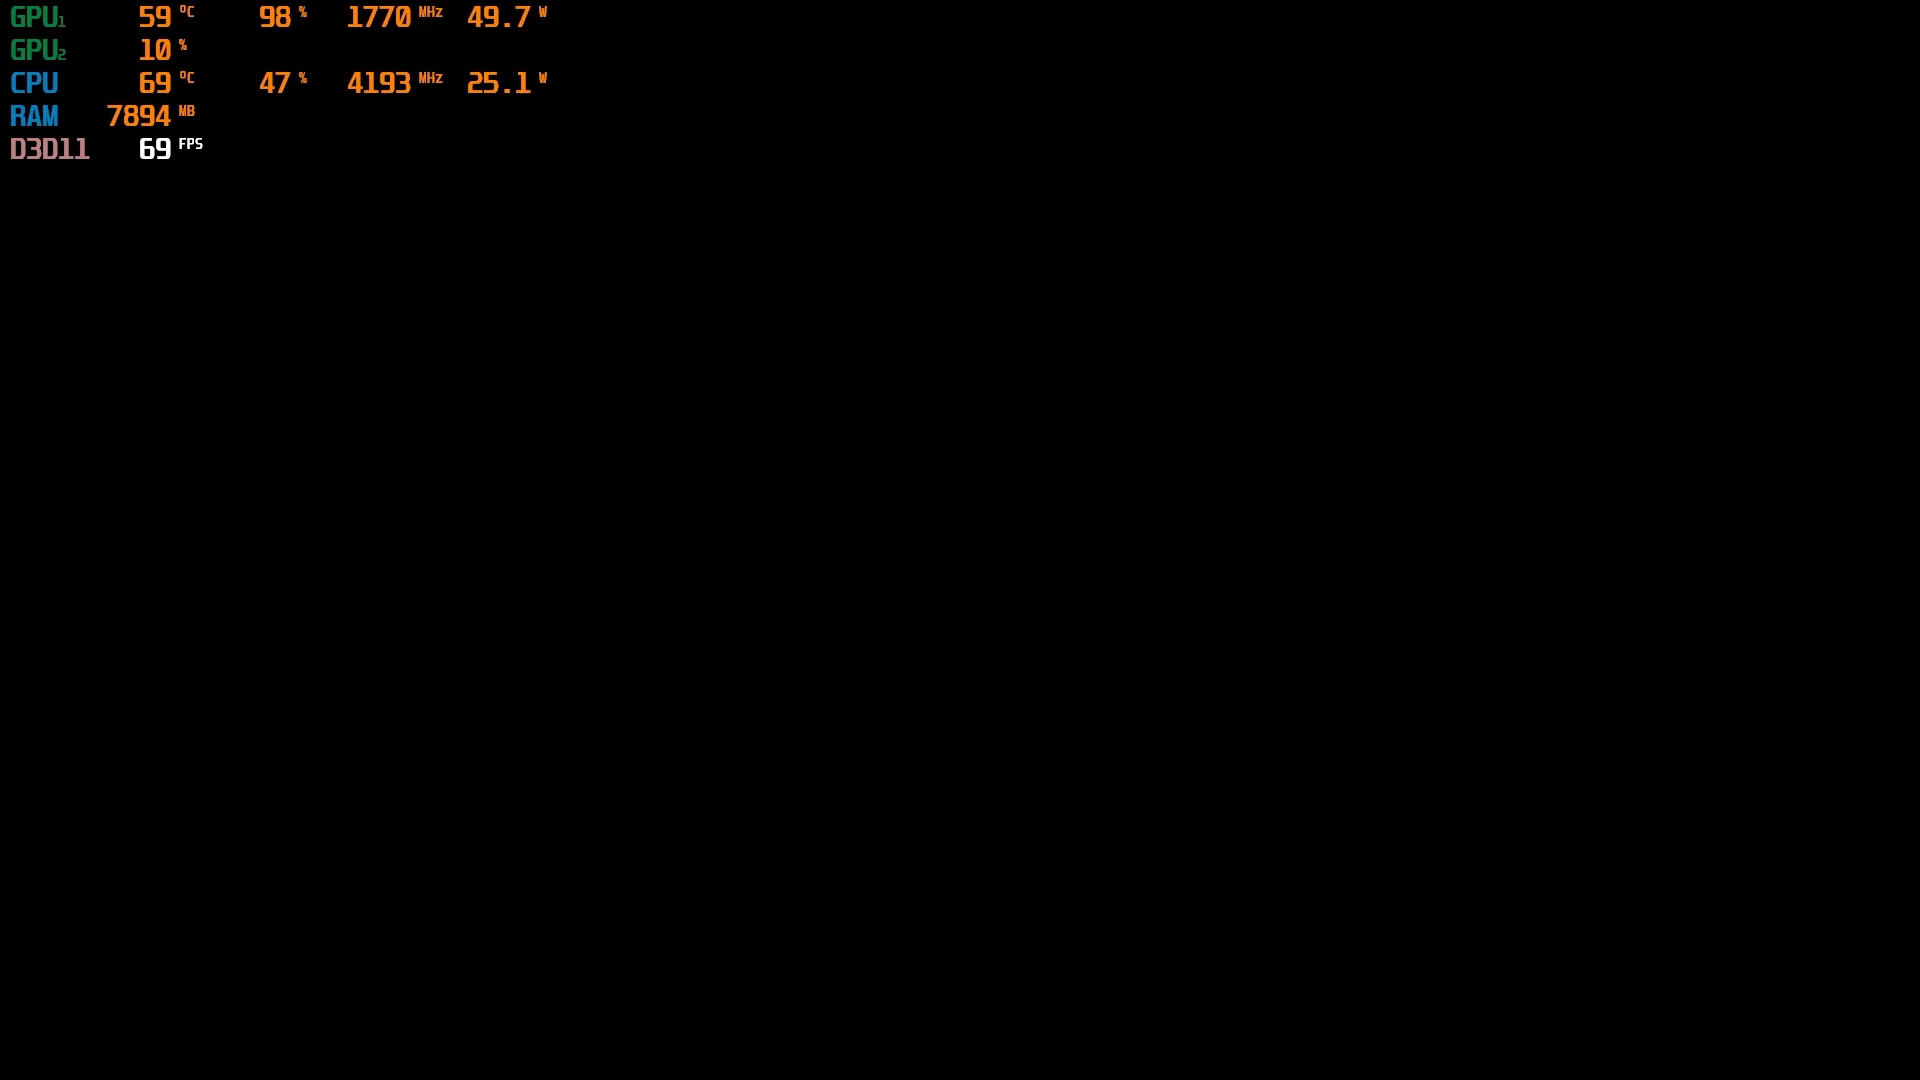 GPU1 59 °C 98 % 1770 MHz 49.7 W
GPU2 10 %
CPU 69 °C 47 % 4193 MHz 25.1 W
RAM 7894 MB
D3D11 69 FPS